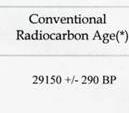 Conventional
Radiocarbon Age(*)
29150 +/- 290 BP